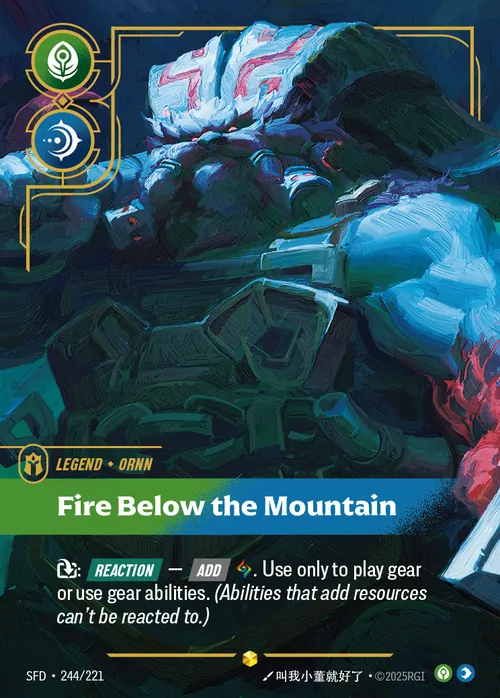 LEGEND • ORNN
Fire Below the Mountain
: REACTION — ADD . Use only to play gear
or use gear abilities. (Abilities that add resources
can't be reacted to.)
SFD • 244/221
叫我小董就好了 • ©2025RGI